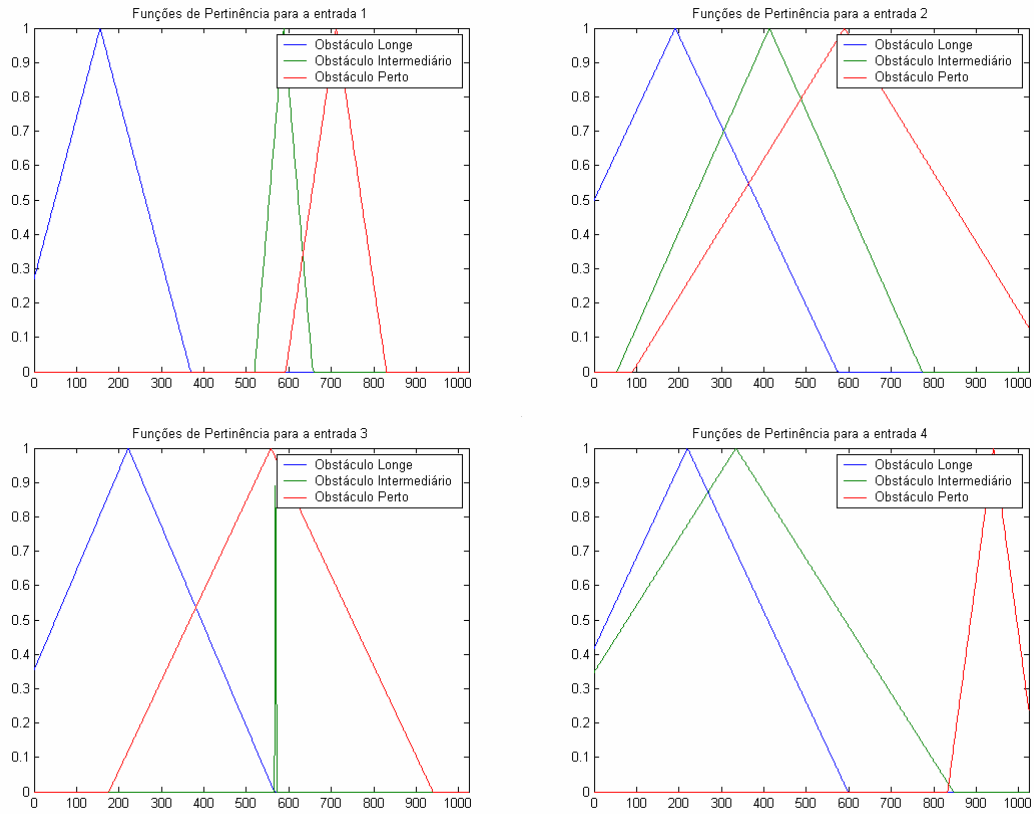 Funções de Pertinência para a entrada 1
1
0.9
0.8
0.7
0.6
0.5
0.4
0.3
0.2
0.1
0
0 100 200 300 400 500 600 700 800 900 1000
Obstáculo Longe
Obstáculo Intermediário
Obstáculo Perto
Funções de Pertinência para a entrada 2
1
0.9
0.8
0.7
0.6
0.5
0.4
0.3
0.2
0.1
0
0 100 200 300 400 500 600 700 800 900 1000
Obstáculo Longe
Obstáculo Intermediário
Obstáculo Perto
Funções de Pertinência para a entrada 3
1
0.9
0.8
0.7
0.6
0.5
0.4
0.3
0.2
0.1
0
0 100 200 300 400 500 600 700 800 900 1000
Obstáculo Longe
Obstáculo Intermediário
Obstáculo Perto
Funções de Pertinência para a entrada 4
1
0.9
0.8
0.7
0.6
0.5
0.4
0.3
0.2
0.1
0
0 100 200 300 400 500 600 700 800 900 1000
Obstáculo Longe
Obstáculo Intermediário
Obstáculo Perto